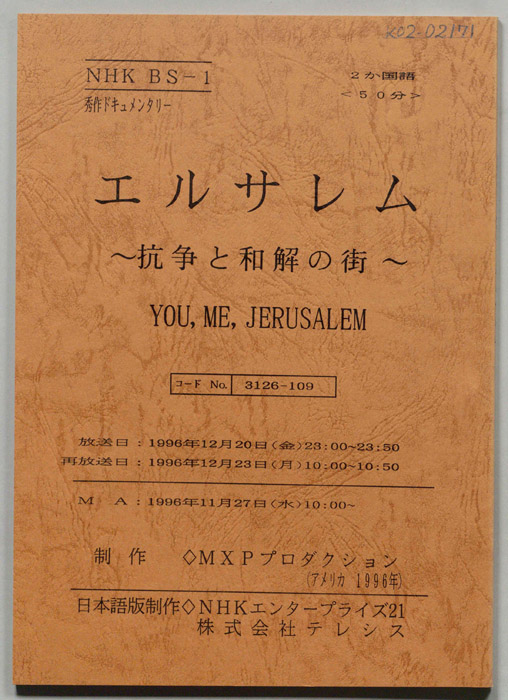 K02-02171
NHK BS-1
2か国語
秀作ドキュメンタリー
<50分>
エルサレム
～抗争と和解の街～
YOU, ME, JERUSALEM
コード No. 3126-109
放送日：1996年12月20日(金)23:00~23:50
再放送日：1996年12月23日(月)10:00~10:50
M A：1996年11月27日(水)10:00~
制作 ◇MXPプロダクション
(アメリカ 1996年)
日本語版制作◇NHKエンタープライズ21
株式会社テレシス